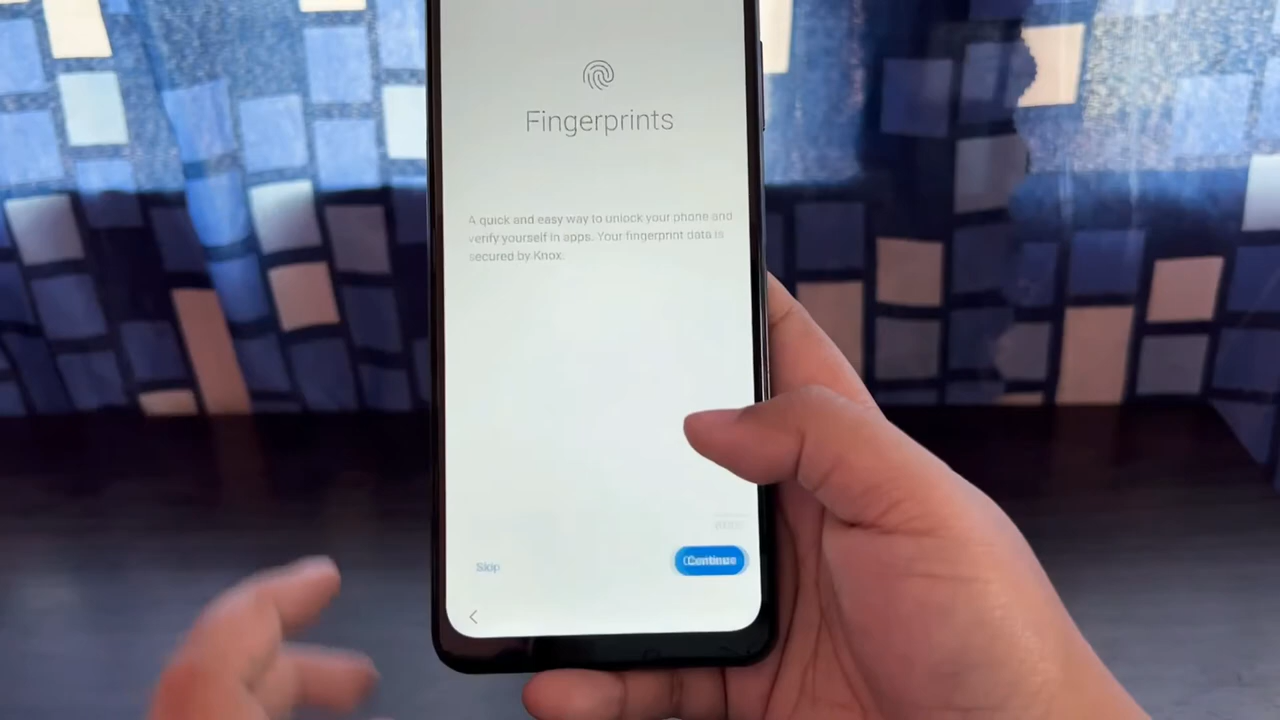 Fingerprints
A quick and easy way to unlock your phone and
verify yourself in apps. Your fingerprint data is
secured by Knox.
Skip
Continue